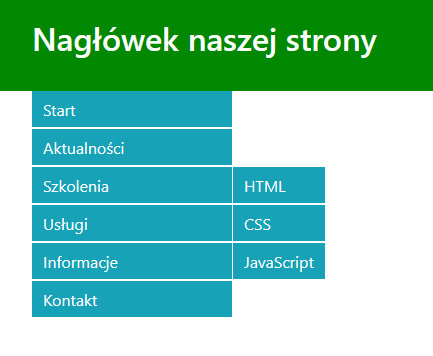 Nagłówek naszej strony
Start
Aktualności
Szkolenia
HTML
Usługi
CSS
Informacje
JavaScript
Kontakt